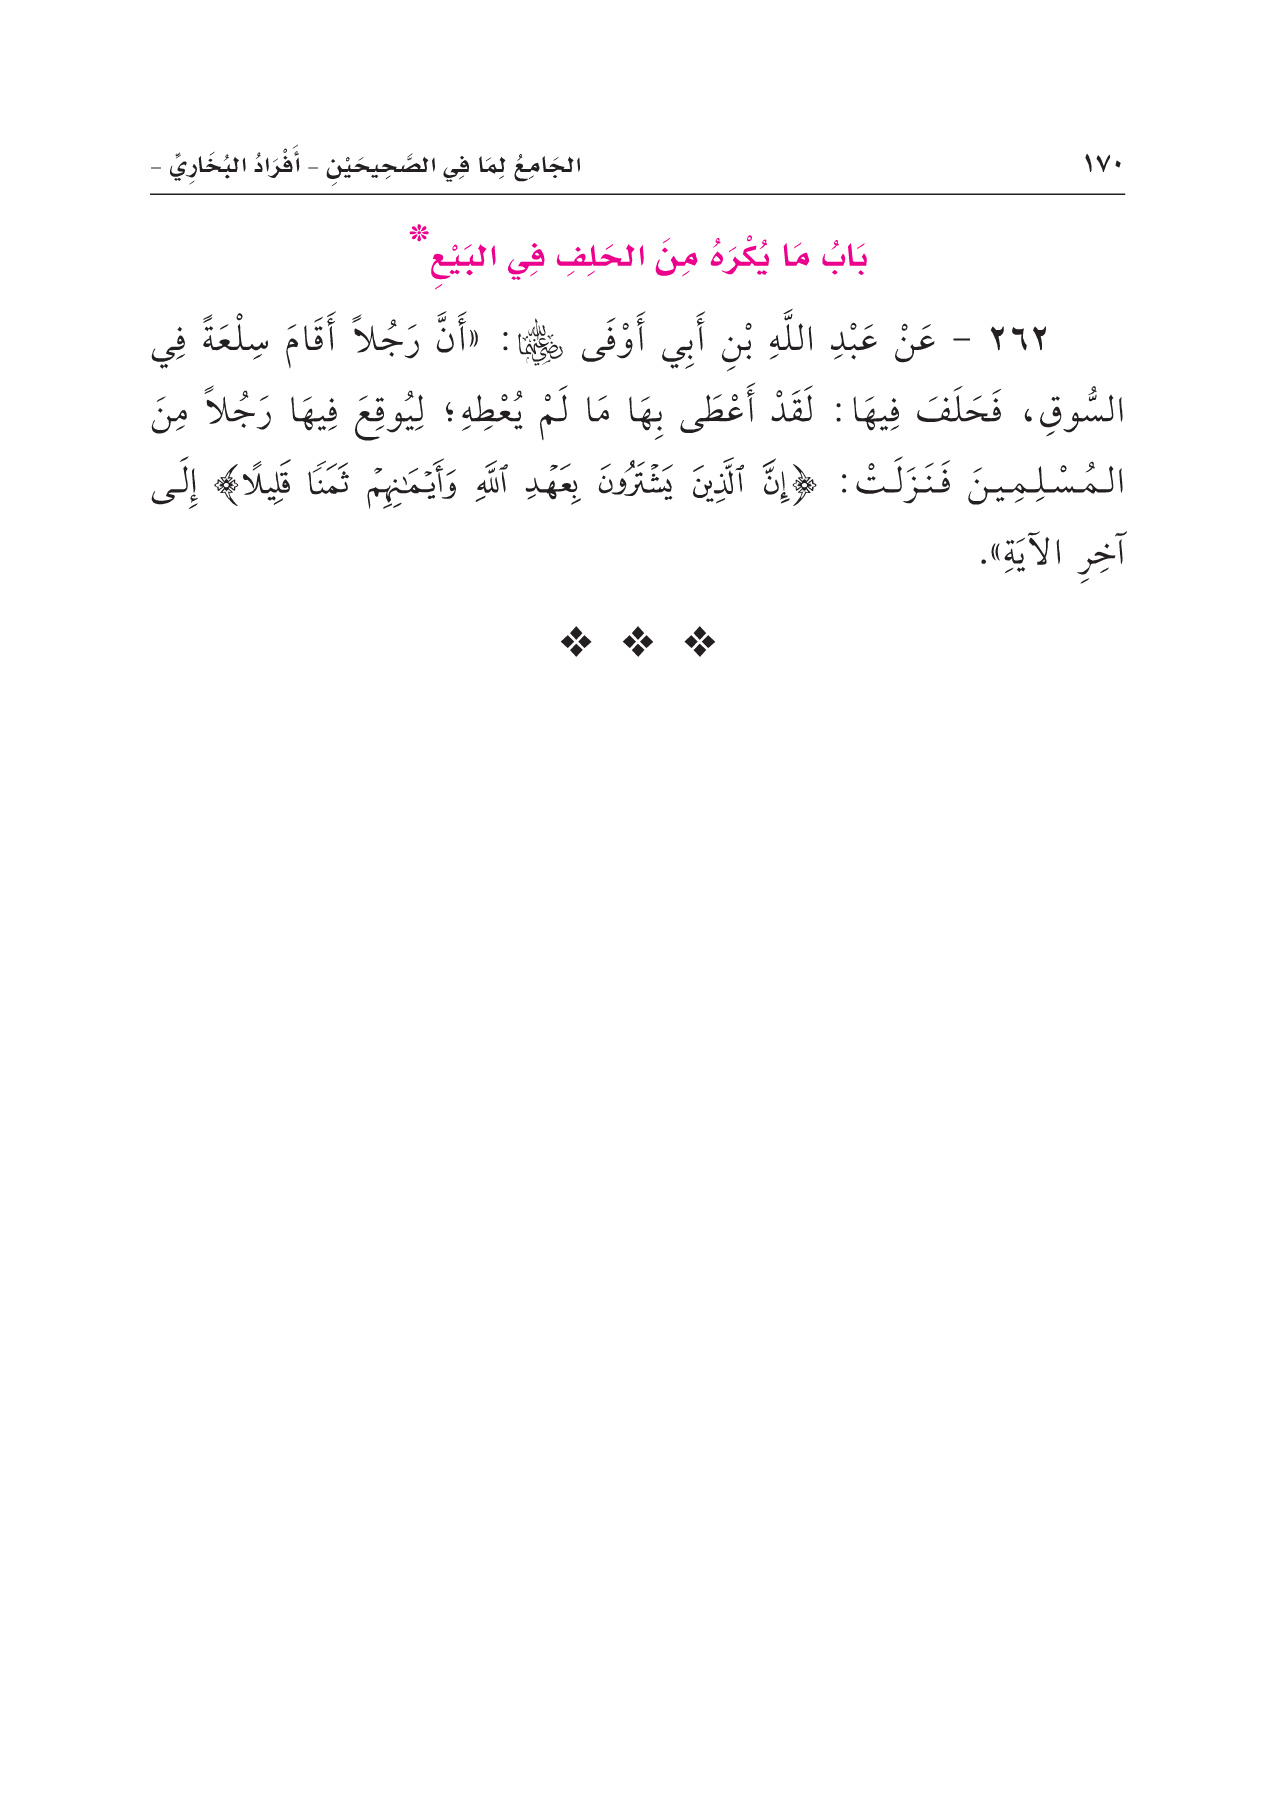 ١٧٠ الجَامِعُ لِمَا فِي الصَّحِيحَيْنِ – أَفْرَادُ البُخَارِيِّ –
بَابُ مَا يُكْرَهُ مِنَ الحَلِفِ فِي البَيْعِ*
٢٦٢ – عَنْ عَبْدِ اللَّهِ بْنِ أَبِي أَوْفَى رضي الله عنهما: «أَنَّ رَجُلاً أَقَامَ سِلْعَةً فِي
السُّوقِ، فَحَلَفَ فِيهَا: لَقَدْ أَعْطَى بِهَا مَا لَمْ يُعْطِهِ؛ لِيُوقِعَ فِيهَا رَجُلاً مِنَ
المُسْلِمِينَ فَنَزَلَتْ: ﴿إِنَّ ٱلَّذِينَ يَشْتَرُونَ بِعَهْدِ ٱللَّهِ وَأَيْمَٰنِهِمْ ثَمَنًا قَلِيلًا﴾ إِلَى
آخِرِ الآيَةِ».